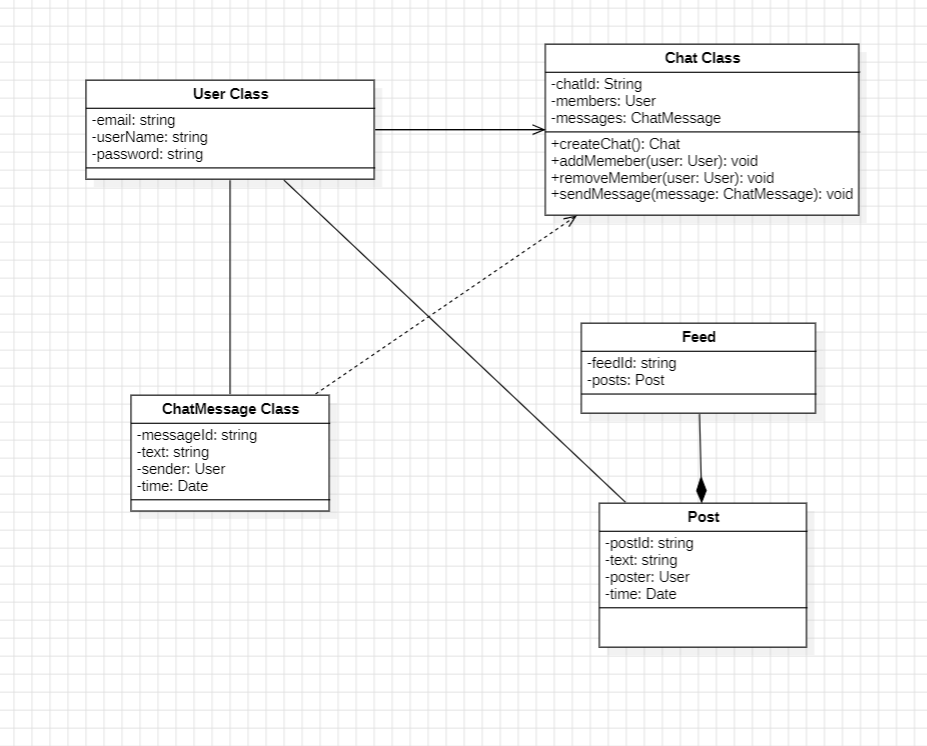 User Class
-email: string
-userName: string
-password: string
Chat Class
-chatId: String
-members: User
-messages: ChatMessage
+createChat(): Chat
+addMemeber(user: User): void
+removeMember(user: User): void
+sendMessage(message: ChatMessage): void
ChatMessage Class
-messageId: string
-text: string
-sender: User
-time: Date
Feed
-feedId: string
-posts: Post
Post
-postId: string
-text: string
-poster: User
-time: Date